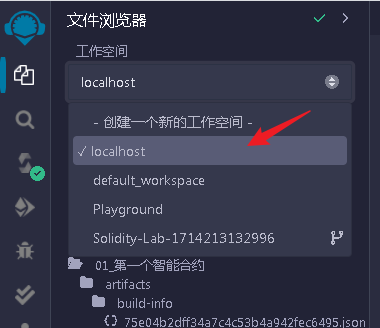 文件浏览器
工作空间
localhost
- 创建一个新的工作空间 -
✓ localhost
default_workspace
Playground
Solidity-Lab-1714213132996
01_第一个智能合约
artifacts
build-info
{} 75e04b2dff34a7c4c53b4a942fec6495.json